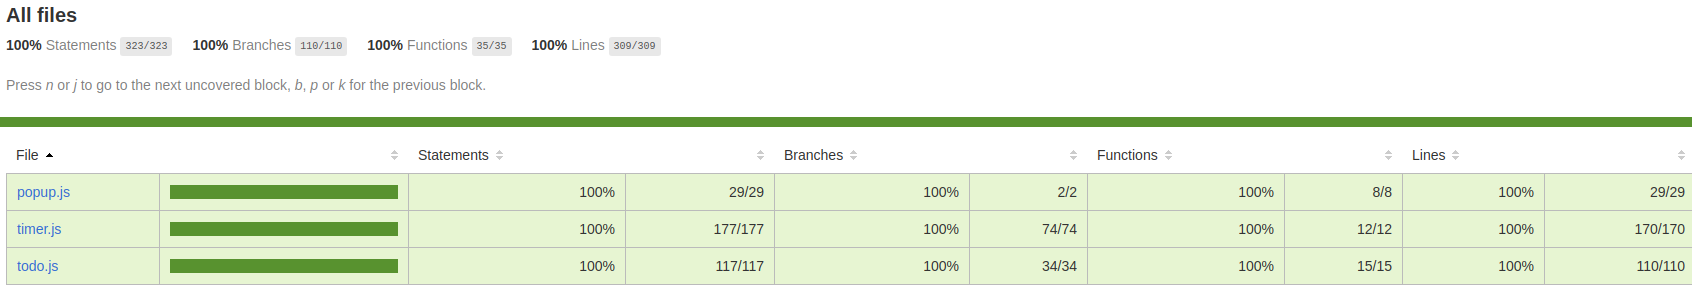 All files
100% Statements 323/323 100% Branches 110/110 100% Functions 35/35 100% Lines 309/309
Press n or j to go to the next uncovered block, b, p or k for the previous block.
File Statements Branches Functions Lines
popup.js 100% 29/29 100% 2/2 100% 8/8 100% 29/29
timer.js 100% 177/177 100% 74/74 100% 12/12 100% 170/170
todo.js 100% 117/117 100% 34/34 100% 15/15 100% 110/110